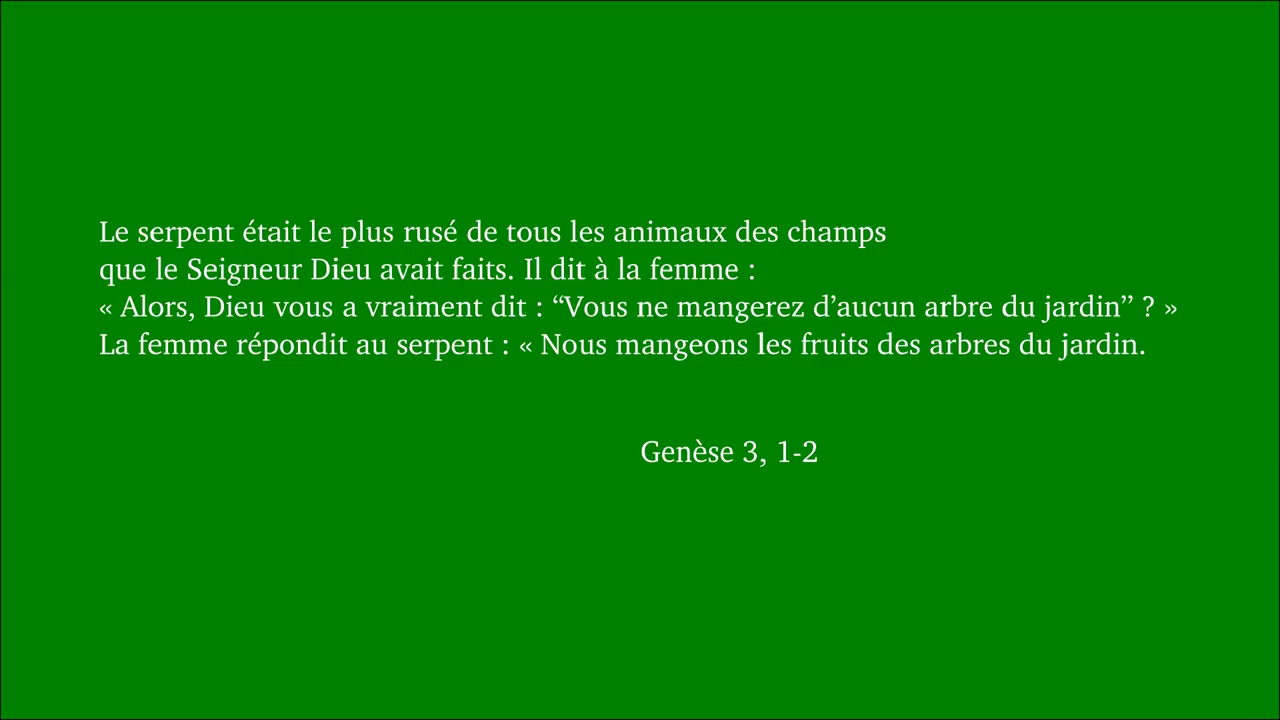 Le serpent était le plus rusé de tous les animaux des champs
que le Seigneur Dieu avait faits. Il dit à la femme :
« Alors, Dieu vous a vraiment dit : “Vous ne mangerez d’aucun arbre du jardin” ? »
La femme répondit au serpent : « Nous mangeons les fruits des arbres du jardin.
Genèse 3, 1-2